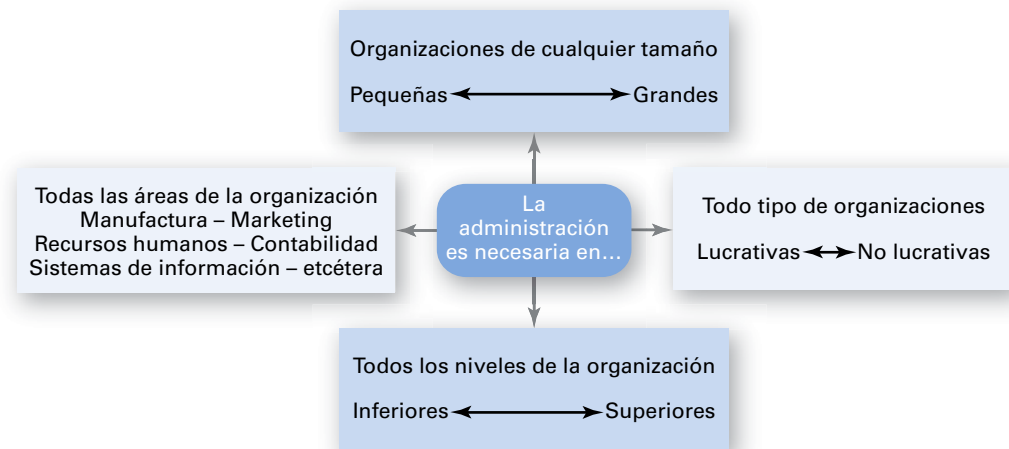 Organizaciones de cualquier tamaño
Pequeñas Grandes
Todas las áreas de la organización
Manufactura – Marketing
Recursos humanos – Contabilidad
Sistemas de información – etcétera
La
administración
es necesaria en...
Todo tipo de organizaciones
Lucrativas No lucrativas
Todos los niveles de la organización
Inferiores Superiores